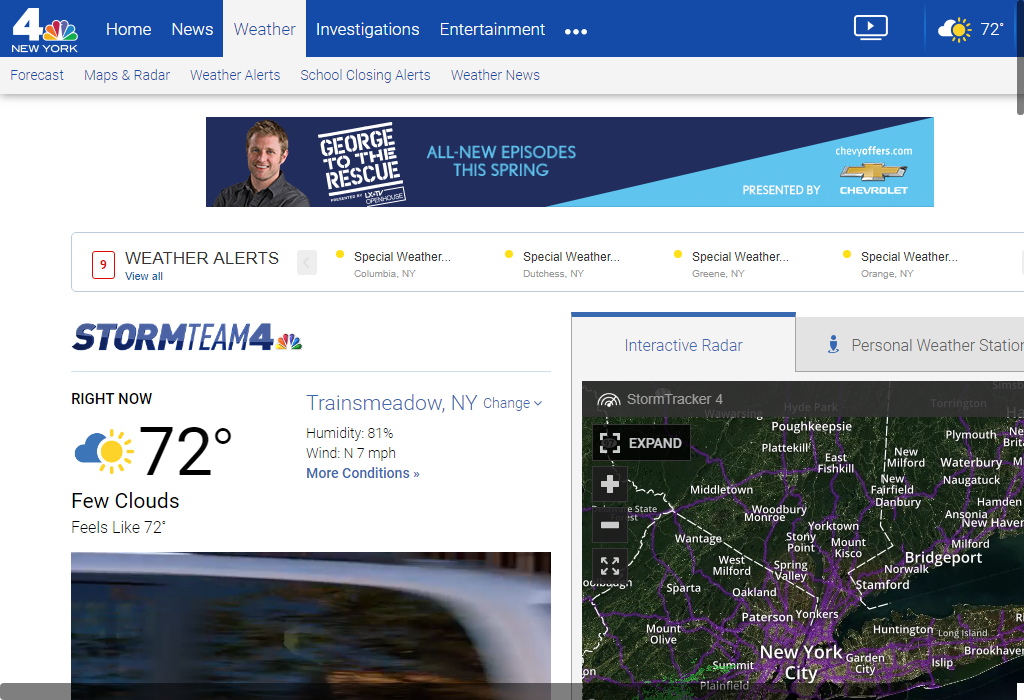 4
NEW YORK
Home
News
Weather
Investigations
Entertainment
72°
Forecast
Maps & Radar
Weather Alerts
School Closing Alerts
Weather News
GEORGE
TO THE
RESCUE
PRESENTED BY LXTV
OPENHOUSE
ALL-NEW EPISODES
THIS SPRING
PRESENTED BY
chevyoffers.com
CHEVROLET
9
WEATHER ALERTS
View all
Special Weather...
Columbia, NY
Special Weather...
Dutchess, NY
Special Weather...
Greene, NY
Special Weather...
Orange, NY
STORMTEAM4
Interactive Radar
Personal Weather Station
RIGHT NOW
72°
Few Clouds
Feels Like 72°
Trainsmeadow, NY Change
Humidity: 81%
Wind: N 7 mph
More Conditions »
StormTracker 4
EXPAND
Wawarsing
Hyde Park
Torrington
Poughkeepsie
Plattekill
East
Fishkill
New
Milford
Plymouth
Waterbury
Naugatuck
Middletown
New
Fairfield
Danbury
Hamden
Ansonia
New Haven
Woodbury
Monroe
Yorktown
Wantage
Stony
Point
Mount
Kisco
Milford
Bridgeport
Norwalk
Stamford
West
Milford
Spring
Valley
Sparta
Oakland
Paterson
Yonkers
Mount
Olive
Huntington
Long Island
Brookhaven
New York
City
Garden
City
Islip
Summit
Plainfield